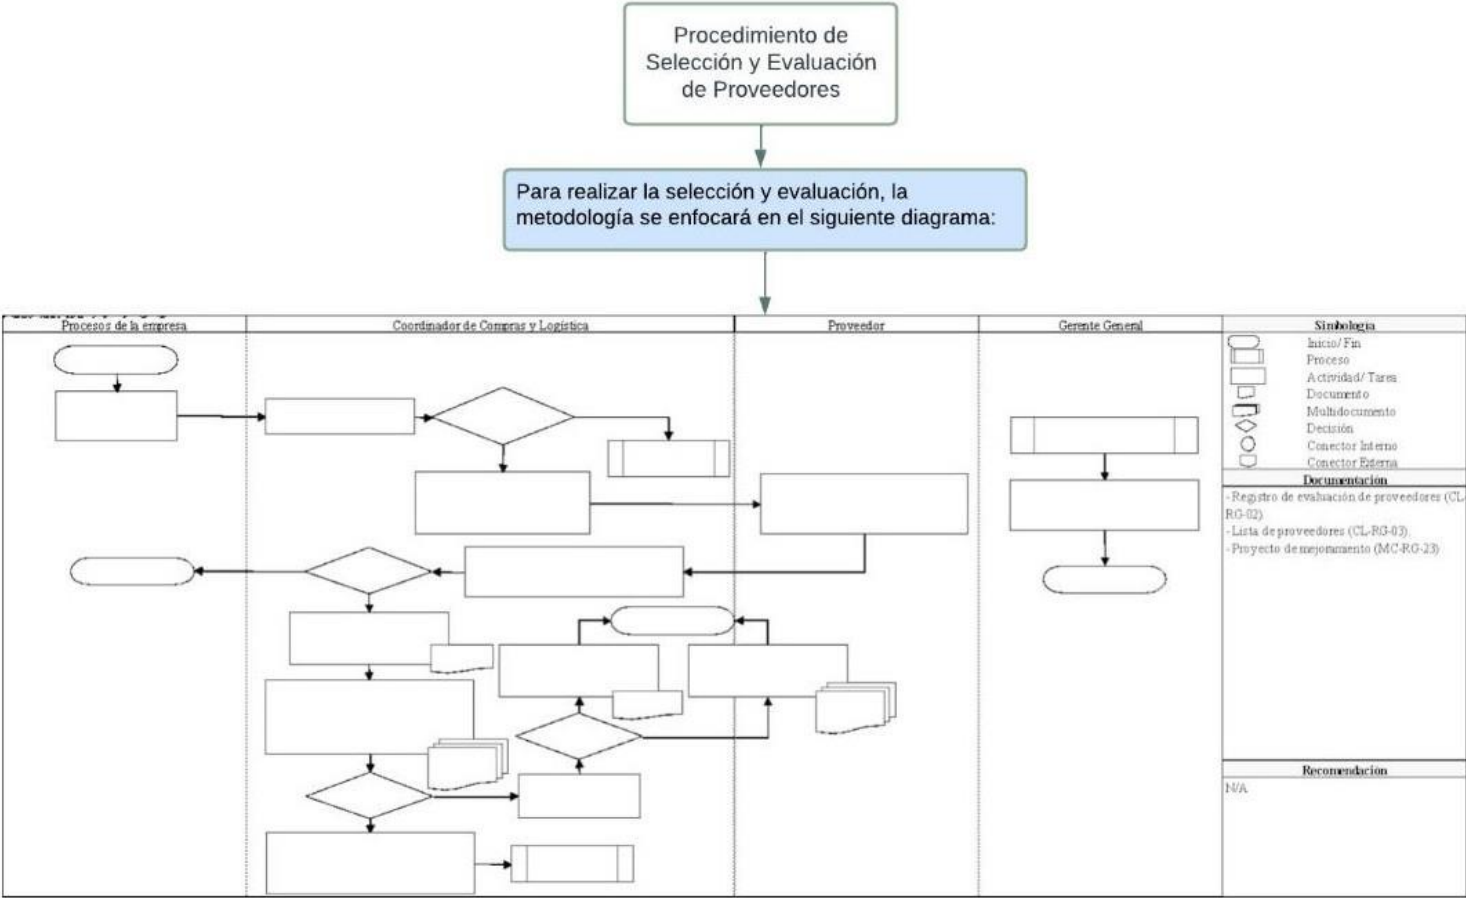 Procedimiento de
Selección y Evaluación
de Proveedores
Para realizar la selección y evaluación, la
metodología se enfocará en el siguiente diagrama:
Procesos de la empresa
Coordinador de Compras y Logística
Proveedor
Gerente General
Simbología
Inicio/ Fin
Proceso
Actividad/ Tarea
Documento
Multidocumento
Decisión
Conector Interno
Conector Externa
Documentación
- Registro de evaluación de proveedores (CL-
RG-02).
- Lista de proveedores (CL-RG-03).
- Proyecto de mejoramiento (MC-RG-23)
Recomendación
N/A